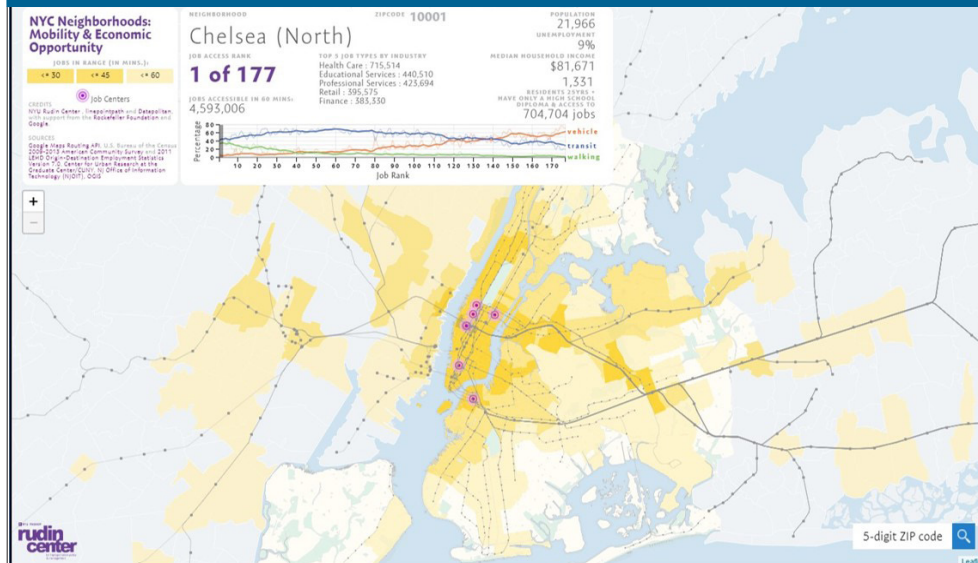 NYC Neighborhoods:
Mobility & Economic
Opportunity
JOBS IN RANGE (IN MINS.):
<= 30 <= 45 <= 60
Job Centers
CREDITS
NYU Rudin Center, and Datapolitan,
with support from the Rockefeller Foundation and
Google.
SOURCES
Google Maps Routing API, U.S. Bureau of the Census
2009-2013 American Community Survey and 2011
LEHD Origin-Destination Employment Statistics
Version 7.0, Center for Urban Research at the
Graduate Center/CUNY, NJ Office of Information
Technology (NJOIT), OGIS
NEIGHBORHOOD
Chelsea (North)
ZIPCODE 10001
JOB ACCESS RANK
1 of 177
JOBS ACCESSIBLE IN 60 MINS.
4,593,006
TOP 5 JOB TYPES BY INDUSTRY
Health Care : 715,514
Educational Services : 440,510
Professional Services : 423,694
Retail : 395,575
Finance : 383,330
POPULATION
21,966
UNEMPLOYMENT
9%
MEDIAN HOUSEHOLD INCOME
$81,671
1,331
RESIDENTS 25YRS +
HAVE ONLY A HIGH SCHOOL
DIPLOMA & ACCESS TO
704,704 jobs
Percentage
80
60
40
20
0
10 20 30 40 50 60 70 80 90 100 110 120 130 140 150 160 170
Job Rank
vehicle
transit
walking
+
−
rudin
center
5-digit ZIP code